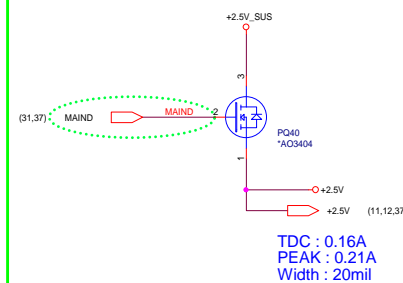 +2.5V_SUS
3
(31,37) MAIND MAIND 2
PQ40
*AO3404
1
+2.5V
+2.5V (11,12,37
TDC : 0.16A
PEAK : 0.21A
Width : 20mil